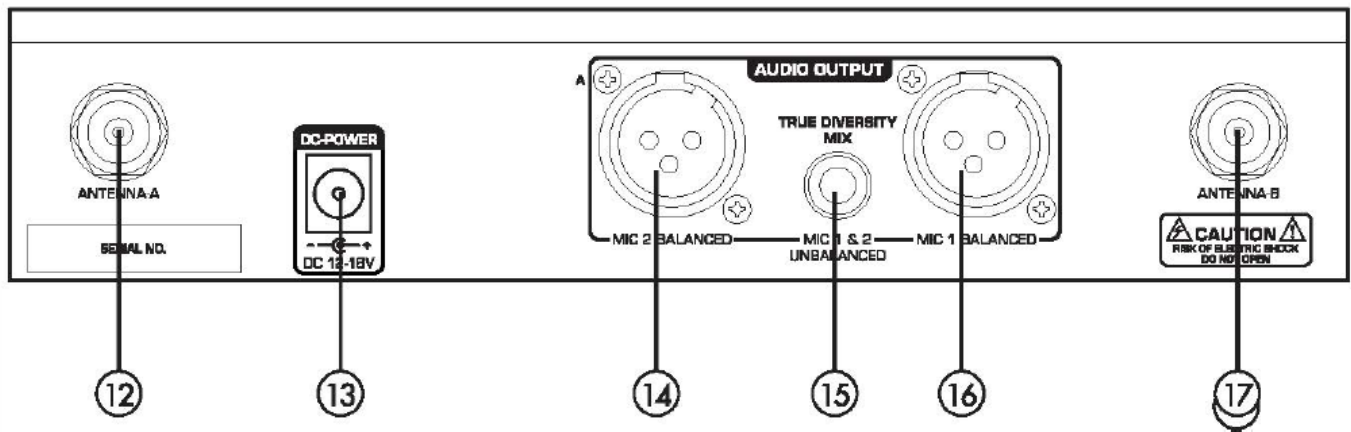 ANTENNA-A
SERIAL NO.
DC-POWER
- +
DC 12-18V
A
AUDIO OUTPUT
TRUE DIVERSITY
MIX
MIC 2 BALANCED
MIC 1 & 2
UNBALANCED
MIC 1 BALANCED
ANTENNA-B
CAUTION
RISK OF ELECTRIC SHOCK
DO NOT OPEN
12
13
14
15
16
17